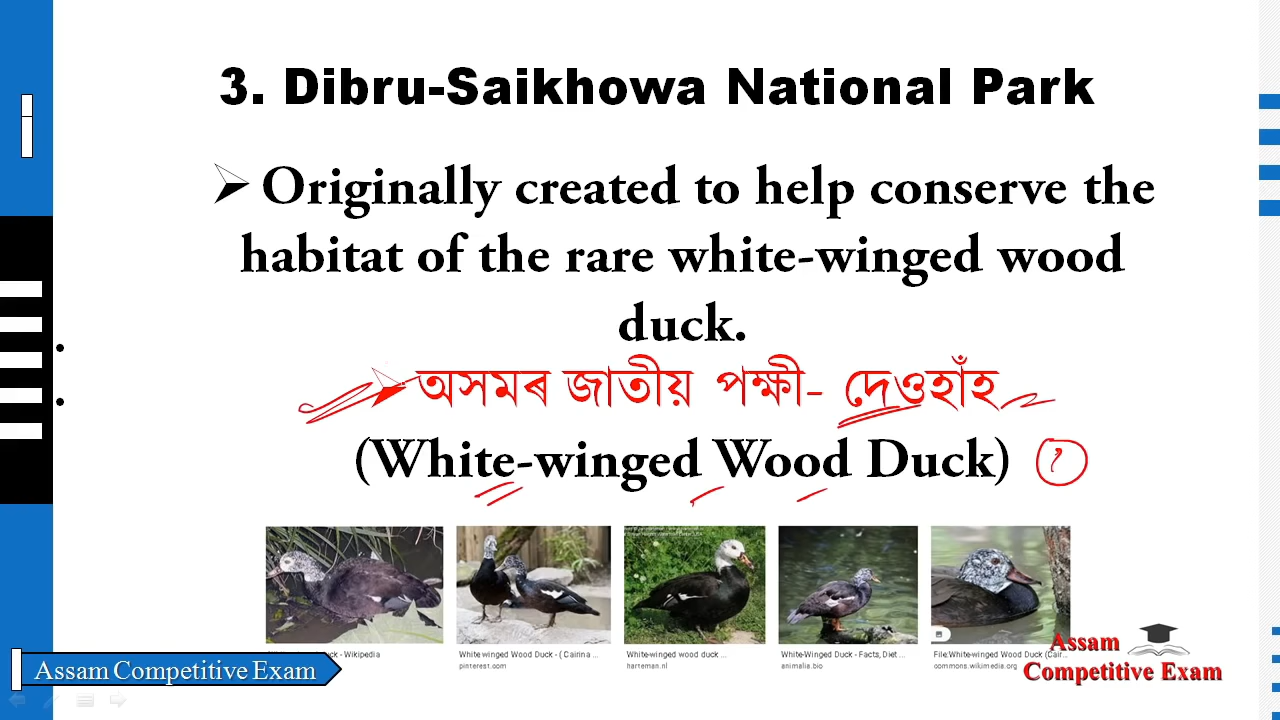 3. Dibru-Saikhowa National Park
Originally created to help conserve the
habitat of the rare white-winged wood
duck.
অসমৰ জাতীয় পক্ষী- দেওহাঁহ
(White-winged Wood Duck)
Duck - Wikipedia
White winged Wood Duck - ( Cairina ...
pinterest.com
White-winged wood duck ...
harteman.nl
White-Winged Duck - Facts, Diet ...
animalia.bio
File:White-winged Wood Duck (Cair...
commons.wikimedia.org
Assam
Competitive Exam
Assam Competitive Exam